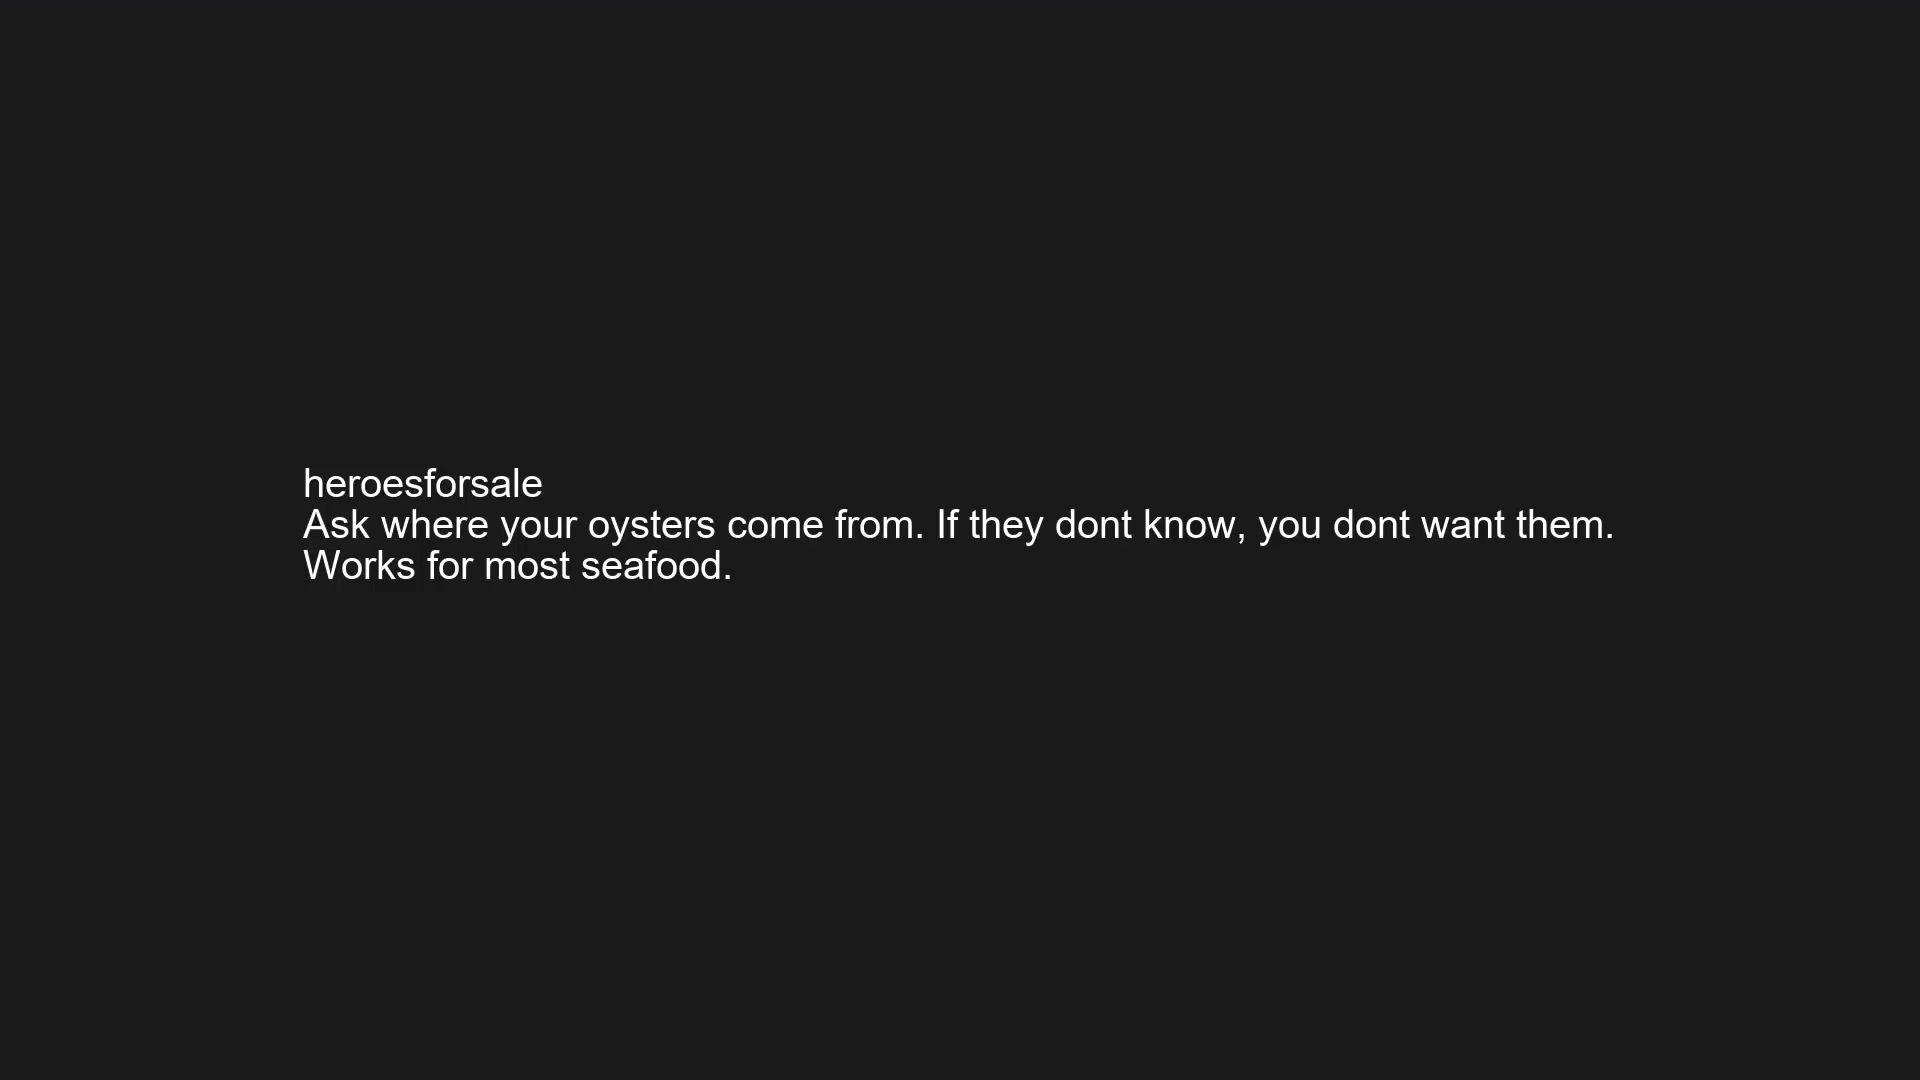 heroesforsale
Ask where your oysters come from. If they dont know, you dont want them.
Works for most seafood.